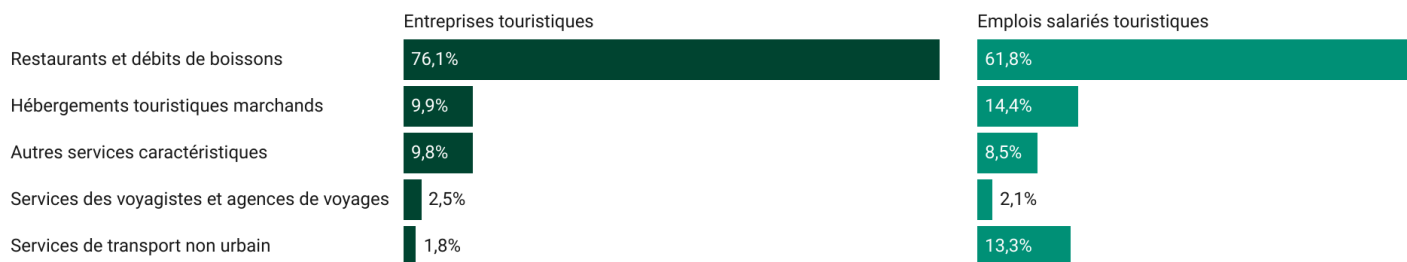 Entreprises touristiques Emplois salariés touristiques
Restaurants et débits de boissons 76,1% 61,8%
Hébergements touristiques marchands 9,9% 14,4%
Autres services caractéristiques 9,8% 8,5%
Services des voyagistes et agences de voyages 2,5% 2,1%
Services de transport non urbain 1,8% 13,3%